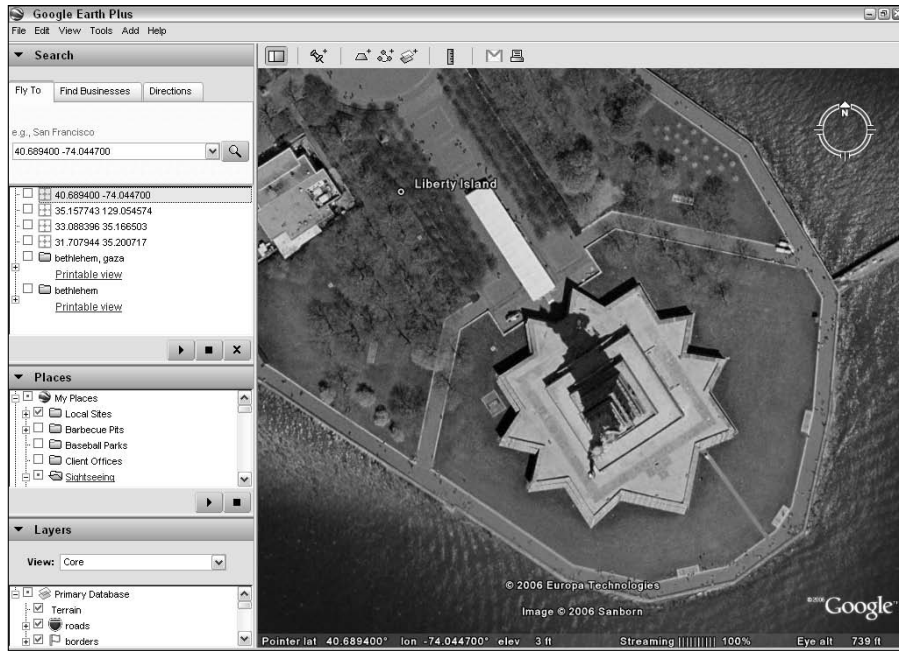 Google Earth Plus
File Edit View Tools Add Help
Search
Fly To Find Businesses Directions
e.g., San Francisco
40.689400 -74.044700
40.689400 -74.044700
35.157743 129.054574
33.088396 35.166503
31.707944 35.200717
bethlehem, gaza
Printable view
bethlehem
Printable view
Places
My Places
Local Sites
Barbecue Pits
Baseball Parks
Client Offices
Sightseeing
Layers
View: Core
Primary Database
Terrain
roads
borders
N
Liberty Island
© 2006 Europa Technologies
Image © 2006 Sanborn
©2006 Google™
Pointer lat 40.689400° lon -74.044700° elev 3 ft Streaming |||||||||| 100% Eye alt 739 ft